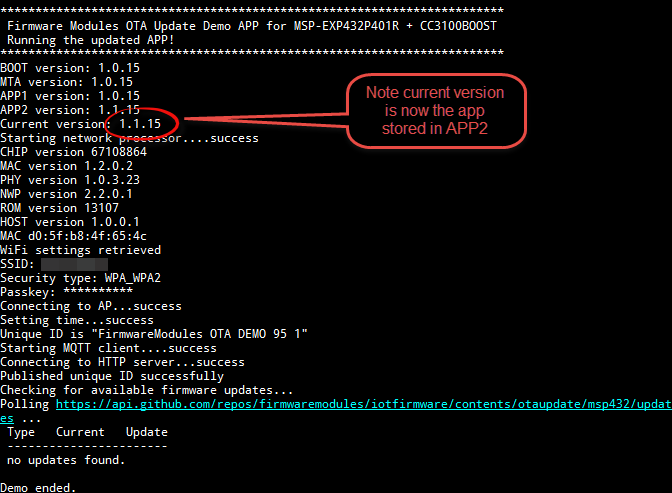 ************************************************************************
Firmware Modules OTA Update Demo APP for MSP-EXP432P401R + CC3100BOOST
Running the updated APP!
************************************************************************
BOOT version: 1.0.15
MTA version: 1.0.15
APP1 version: 1.0.15
APP2 version: 1.1.15
Current version: 1.1.15
Note current version
is now the app
stored in APP2
Starting network processor....success
CHIP version 67108864
MAC version 1.2.0.2
PHY version 1.0.3.23
NWP version 2.2.0.1
ROM version 13107
HOST version 1.0.0.1
MAC d0:5f:b8:4f:65:4c
WiFi settings retrieved
SSID:
Security type: WPA_WPA2
Passkey: **********
Connecting to AP...success
Setting time...success
Unique ID is "FirmwareModules OTA DEMO 95 1"
Starting MQTT client....success
Connecting to HTTP server...success
Published unique ID successfully
Checking for available firmware updates...
Polling https://api.github.com/repos/firmwaremodules/iotfirmware/contents/otaupdate/msp432/updat
es ...
Type Current Update
-----------------------
no updates found.
Demo ended.